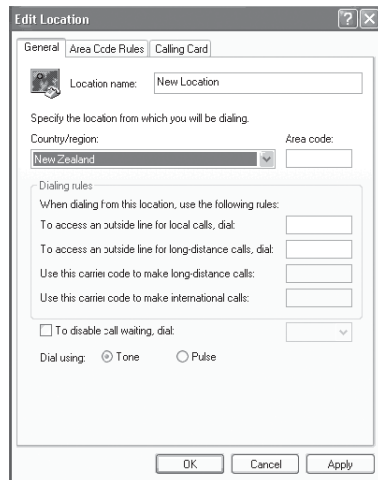 Edit Location
General Area Code Rules Calling Card
Location name: New Location
Specify the location from which you will be dialing.
Country/region: Area code:
New Zealand
Dialing rules
When dialing from this location, use the following rules:
To access an outside line for local calls, dial:
To access an outside line for long-distance calls, dial:
Use this carrier code to make long-distance calls:
Use this carrier code to make international calls:
To disable call waiting, dial:
Dial using: Tone Pulse
OK Cancel Apply